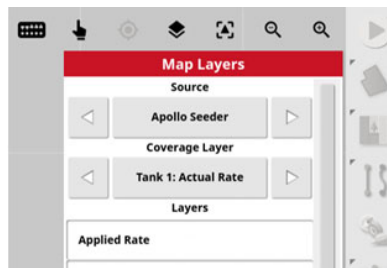 Map Layers
Source
Apollo Seeder
Coverage Layer
Tank 1: Actual Rate
Layers
Applied Rate